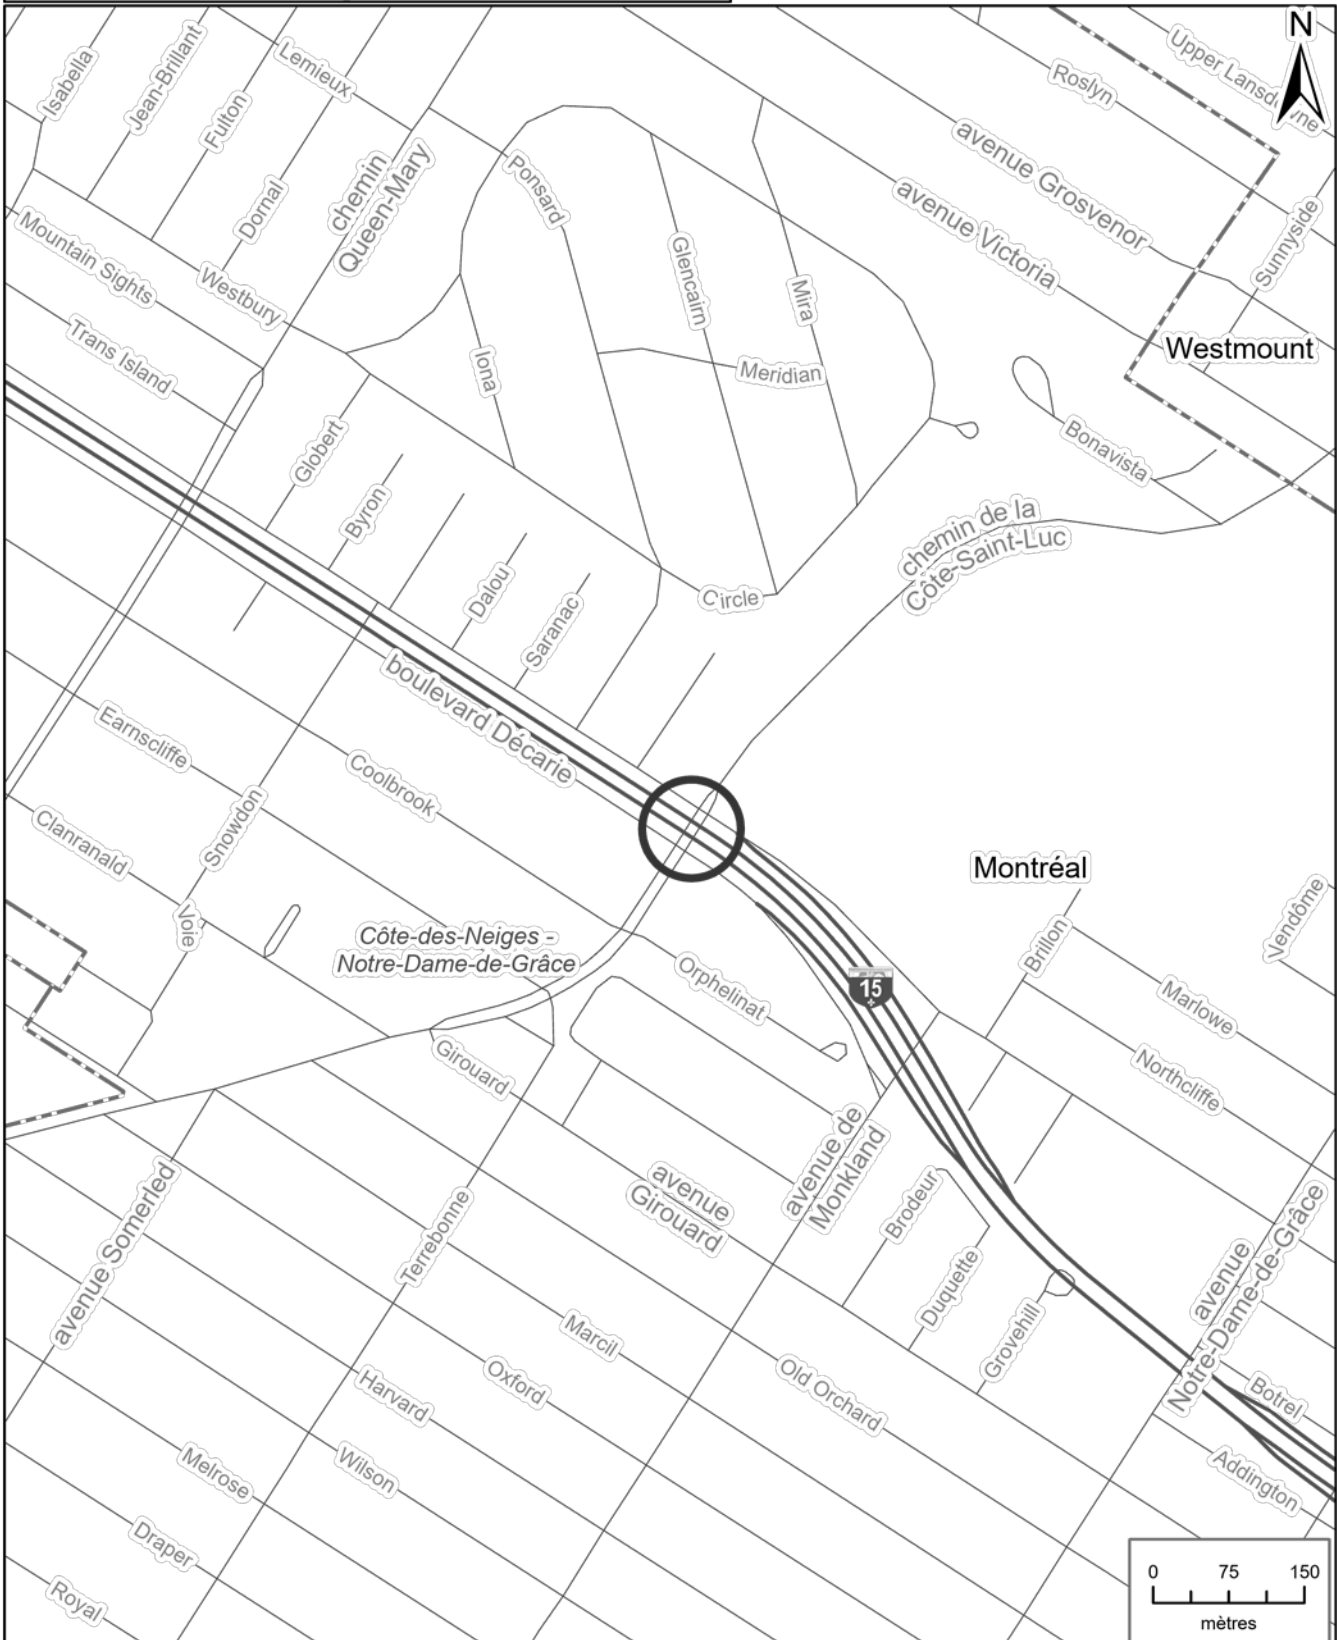 N
Upper Lansdowne
Isabella
Jean-Brillant
Fulton
Lemieux
Roslyn
avenue Grosvenor
avenue Victoria
Sunnyside
Dornal
chemin
Queen-Mary
Ponsard
Glencairn
Mira
Mountain Sights
Westbury
Trans Island
Iona
Meridian
Westmount
Globert
Byron
Bonavista
chemin de la
Côte-Saint-Luc
Dalou
Saranac
Circle
boulevard Décarie
Earnscliffe
Coolbrook
Clanranald
Snowdon
Voie
Montréal
Côte-des-Neiges -
Notre-Dame-de-Grâce
Orphelinat
15
Brillon
Vendôme
Marlowe
Northcliffe
Girouard
avenue de
Monkland
avenue
Girouard
Brodeur
avenue Somerled
Terrebonne
Duquette
Grovehill
avenue
Notre-Dame-de-Grâce
Marcil
Oxford
Harvard
Old Orchard
Botrel
Addington
Melrose
Wilson
Draper
Royal
0 75 150
mètres